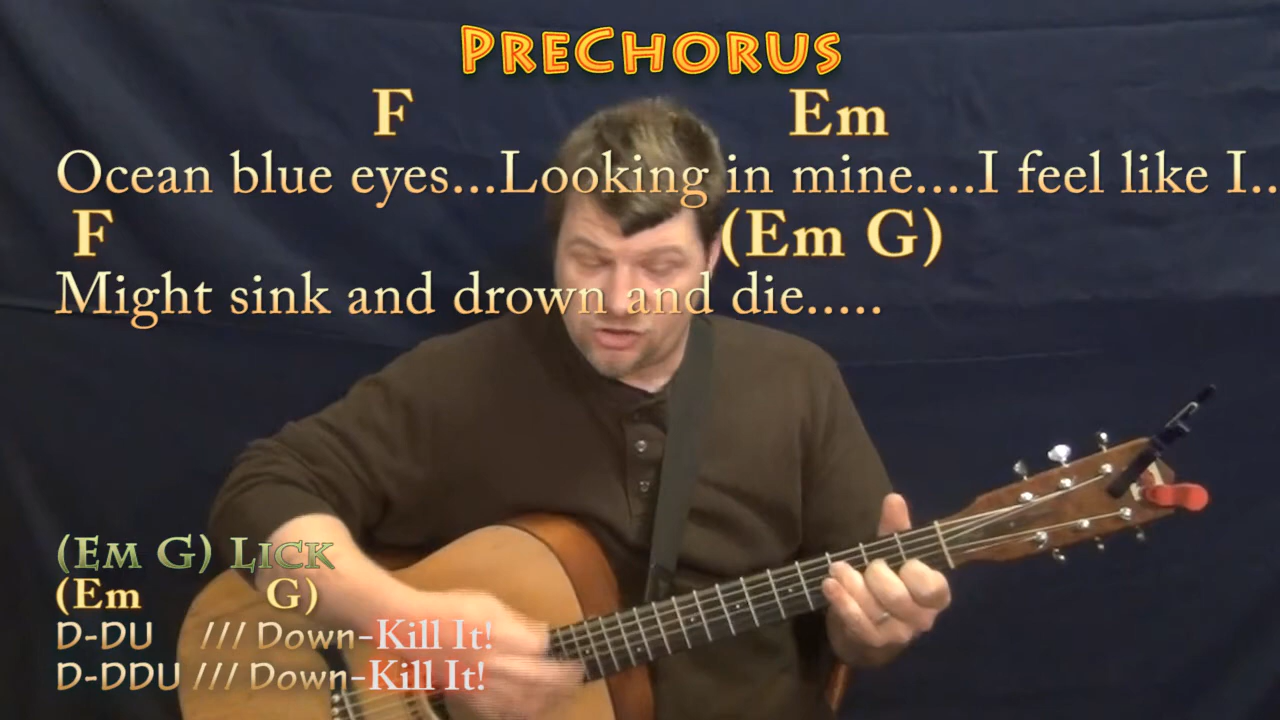 PreChorus
F Em
Ocean blue eyes...Looking in mine....I feel like I..
F (Em G)
Might sink and drown and die.....
(Em G) Lick
(Em G)
D-DU /// Down-Kill It!
D-DDU /// Down-Kill It!